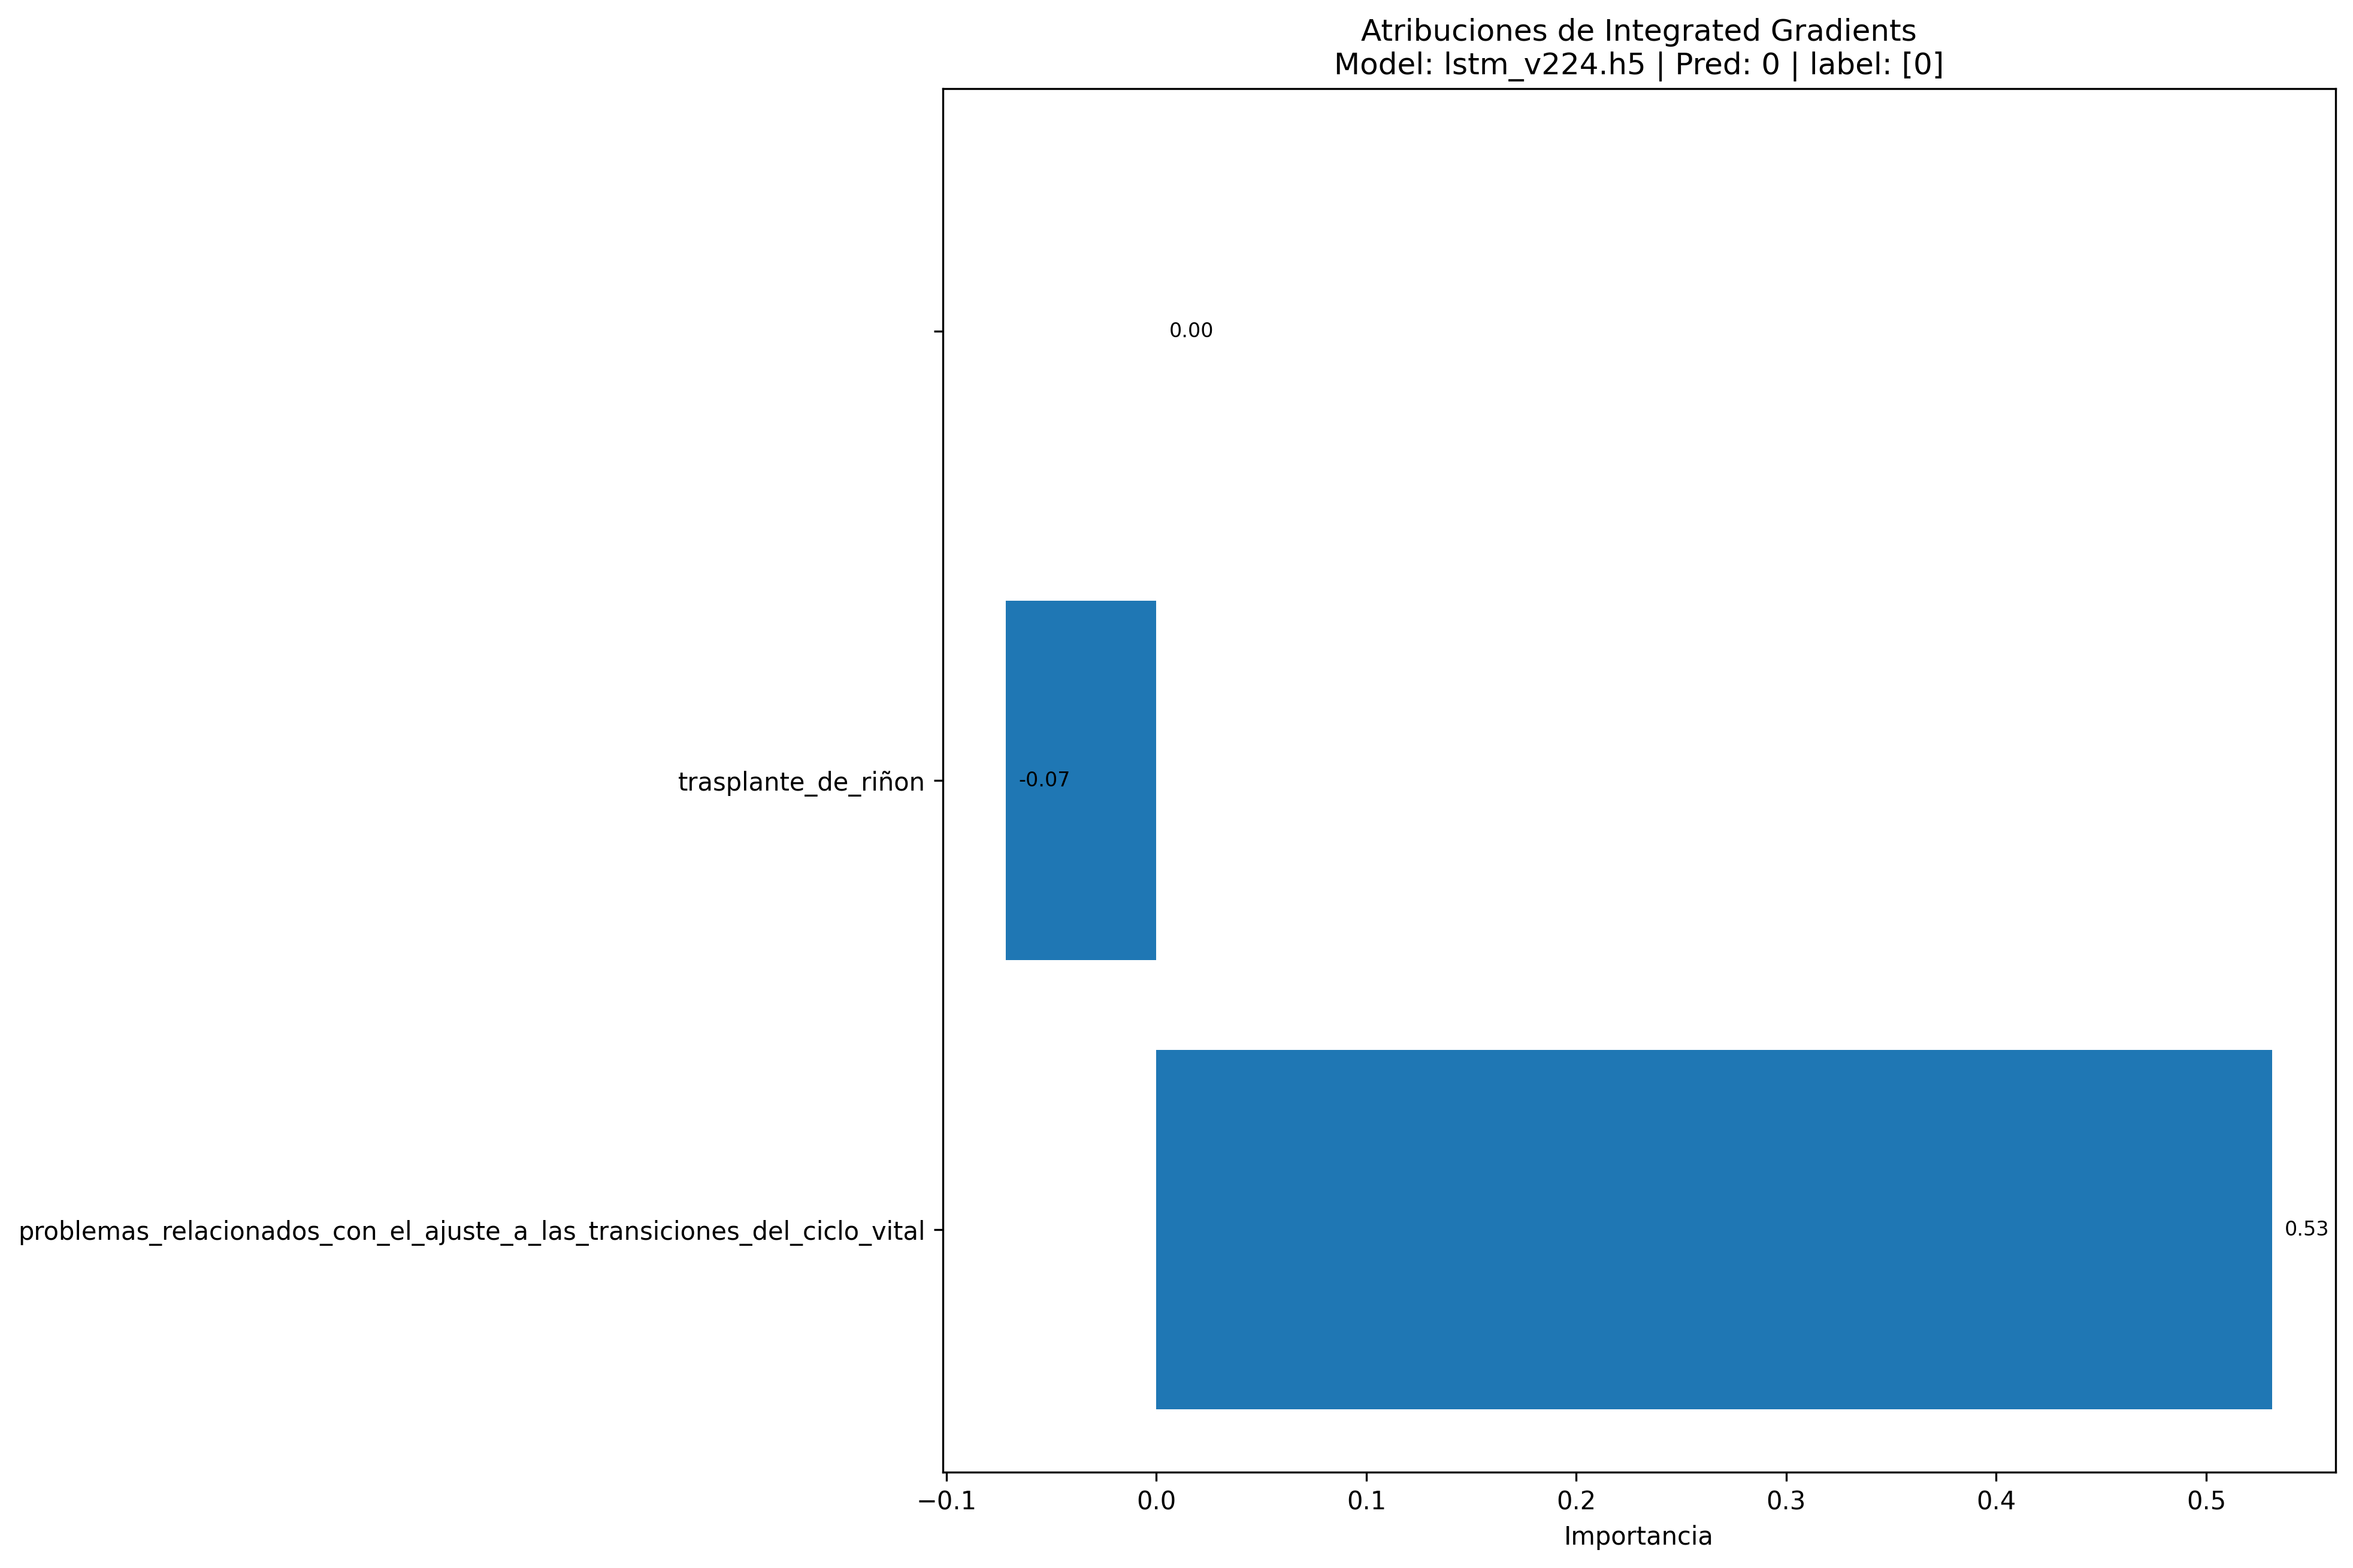 Atribuciones de Integrated Gradients
Model: lstm_v224.h5 | Pred: 0 | label: [0]
0.00
trasplante_de_riñon
-0.07
problemas_relacionados_con_el_ajuste_a_las_transiciones_del_ciclo_vital
0.53
−0.1 0.0 0.1 0.2 0.3 0.4 0.5
Importancia